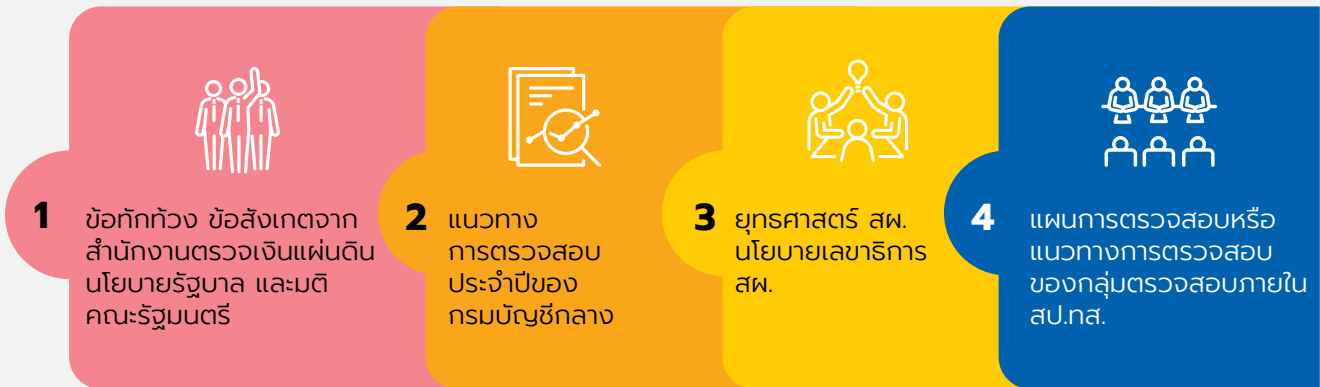 1
ข้อทักท้วง ข้อสังเกตจาก
สำนักงานตรวจเงินแผ่นดิน
นโยบายรัฐบาล และมติ
คณะรัฐมนตรี
2
แนวทาง
การตรวจสอบ
ประจำปีของ
กรมบัญชีกลาง
3
ยุทธศาสตร์ สผ.
นโยบายเลขาธิการ
สผ.
4
แผนการตรวจสอบหรือ
แนวทางการตรวจสอบ
ของกลุ่มตรวจสอบภายใน
สป.ทส.